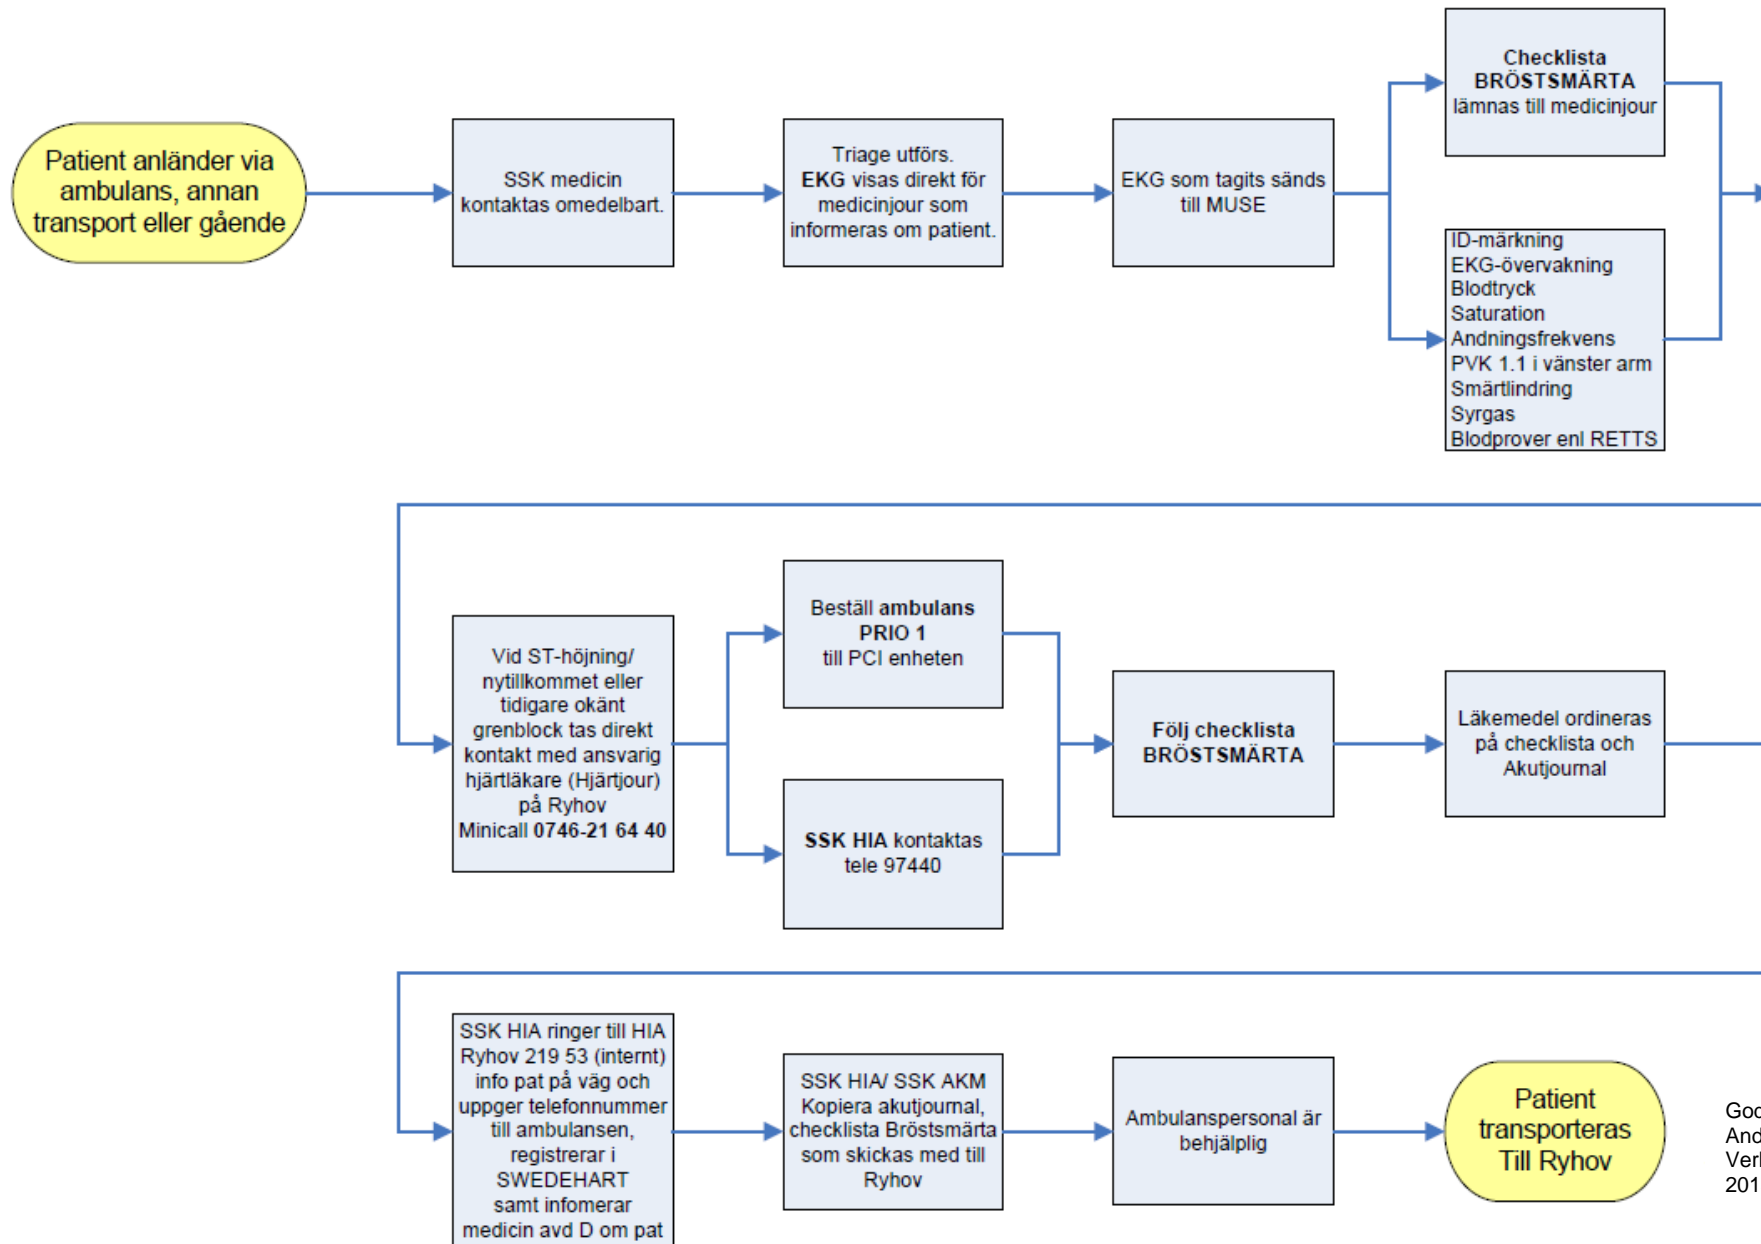 Patient anländer via
ambulans, annan
transport eller gående
SSK medicin
kontaktas omedelbart.
Triage utförs.
EKG visas direkt för
medicinjour som
informeras om patient.
EKG som tagits sänds
till MUSE
Checklista
BRÖSTSMÄRTA
lämnas till medicinjour
ID-märkning
EKG-övervakning
Blodtryck
Saturation
Andningsfrekvens
PVK 1.1 i vänster arm
Smärtlindring
Syrgas
Blodprover enl RETTS
Vid ST-höjning/
nytillkommet eller
tidigare okänt
grenblock tas direkt
kontakt med ansvarig
hjärtläkare (Hjärtjour)
på Ryhov
Minicall 0746-21 64 40
Beställ ambulans
PRIO 1
till PCI enheten
SSK HIA kontaktas
tele 97440
Följ checklista
BRÖSTSMÄRTA
Läkemedel ordineras
på checklista och
Akutjournal
SSK HIA ringer till HIA
Ryhov 219 53 (internt)
info pat på väg och
uppger telefonnummer
till ambulansen,
registrerar i
SWEDEHART
samt infomerar
medicin avd D om pat
SSK HIA/ SSK AKM
Kopiera akutjournal,
checklista Bröstsmärta
som skickas med till
Ryhov
Ambulanspersonal är
behjälplig
Patient
transporteras
Till Ryhov
And
201